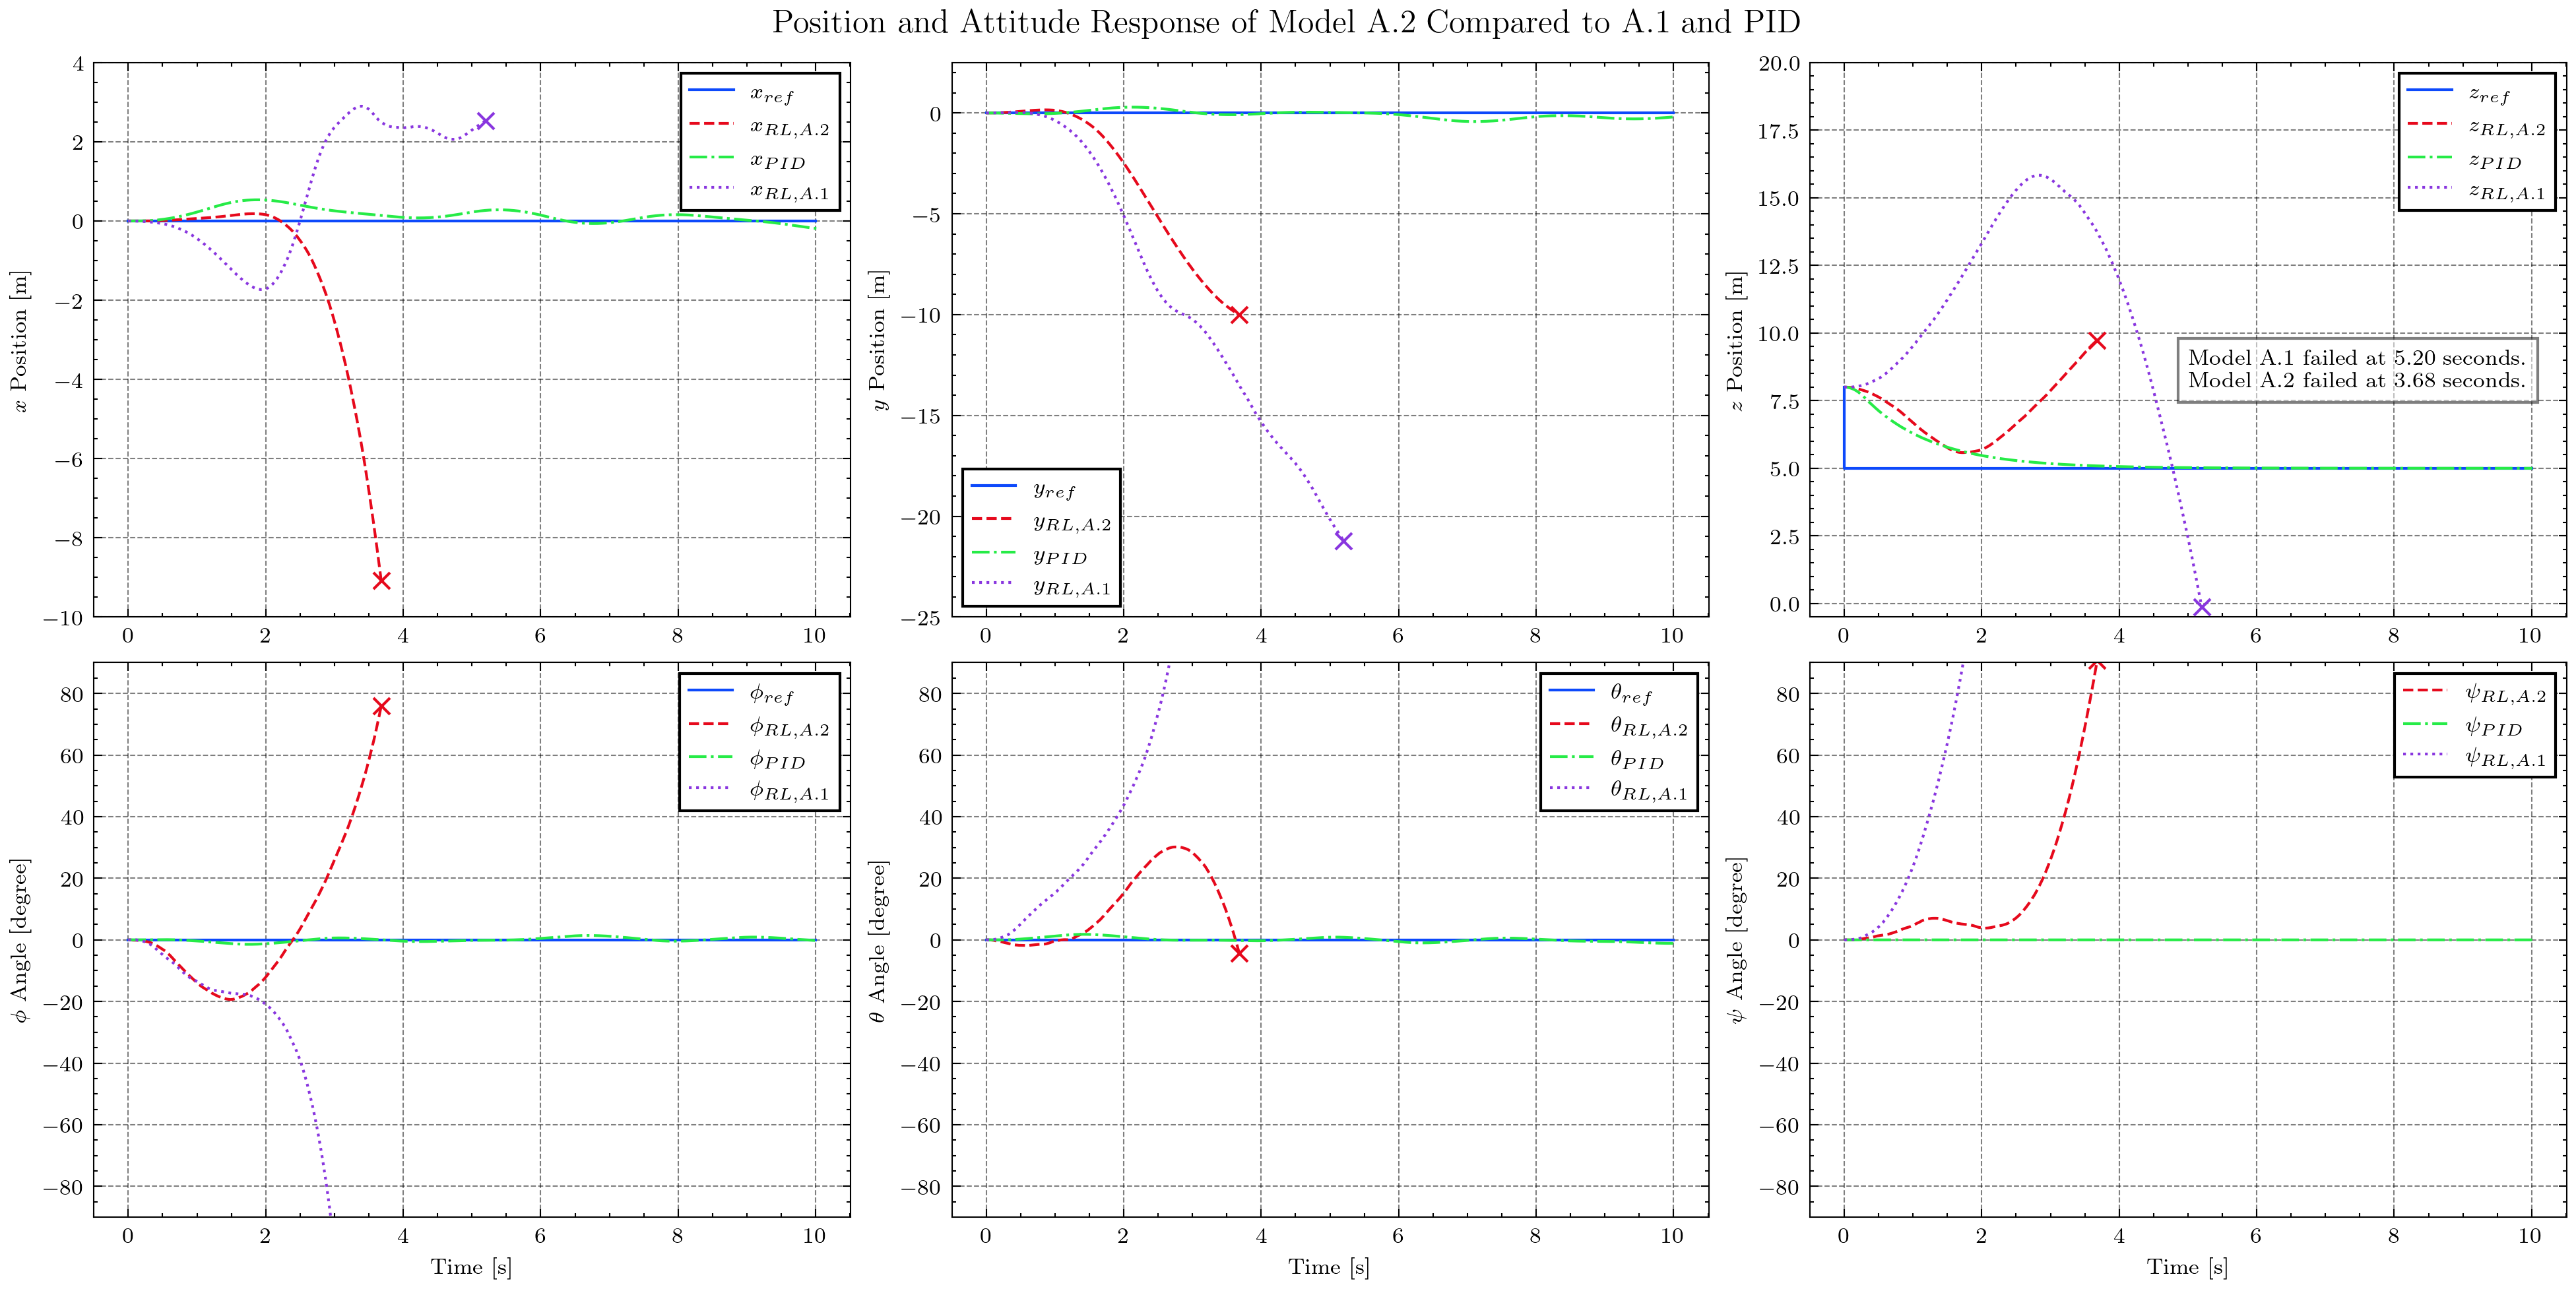 Position and Attitude Response of Model A.2 Compared to A.1 and PID
4
2
0
−2
−4
−6
−8
−10
x Position [m]
0 2 4 6 8 10
x_ref
x_RL,A.2
x_PID
x_RL,A.1
0
−5
−10
−15
−20
−25
y Position [m]
0 2 4 6 8 10
y_ref
y_RL,A.2
y_PID
y_RL,A.1
20.0
17.5
15.0
12.5
10.0
7.5
5.0
2.5
0.0
z Position [m]
0 2 4 6 8 10
z_ref
z_RL,A.2
z_PID
z_RL,A.1
Model A.1 failed at 5.20 seconds.
Model A.2 failed at 3.68 seconds.
80
60
40
20
0
−20
−40
−60
−80
ϕ Angle [degree]
0 2 4 6 8 10
Time [s]
ϕ_ref
ϕ_RL,A.2
ϕ_PID
ϕ_RL,A.1
80
60
40
20
0
−20
−40
−60
−80
θ Angle [degree]
0 2 4 6 8 10
Time [s]
θ_ref
θ_RL,A.2
θ_PID
θ_RL,A.1
80
60
40
20
0
−20
−40
−60
−80
ψ Angle [degree]
0 2 4 6 8 10
Time [s]
ψ_RL,A.2
ψ_PID
ψ_RL,A.1